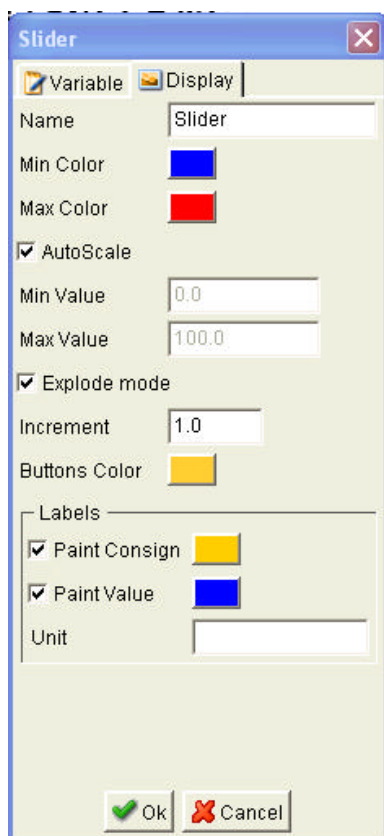 Slider
Variable Display
Name Slider
Min Color
Max Color
AutoScale
Min Value 0.0
Max Value 100.0
Explode mode
Increment 1.0
Buttons Color
Labels
Paint Consign
Paint Value
Unit
Ok Cancel